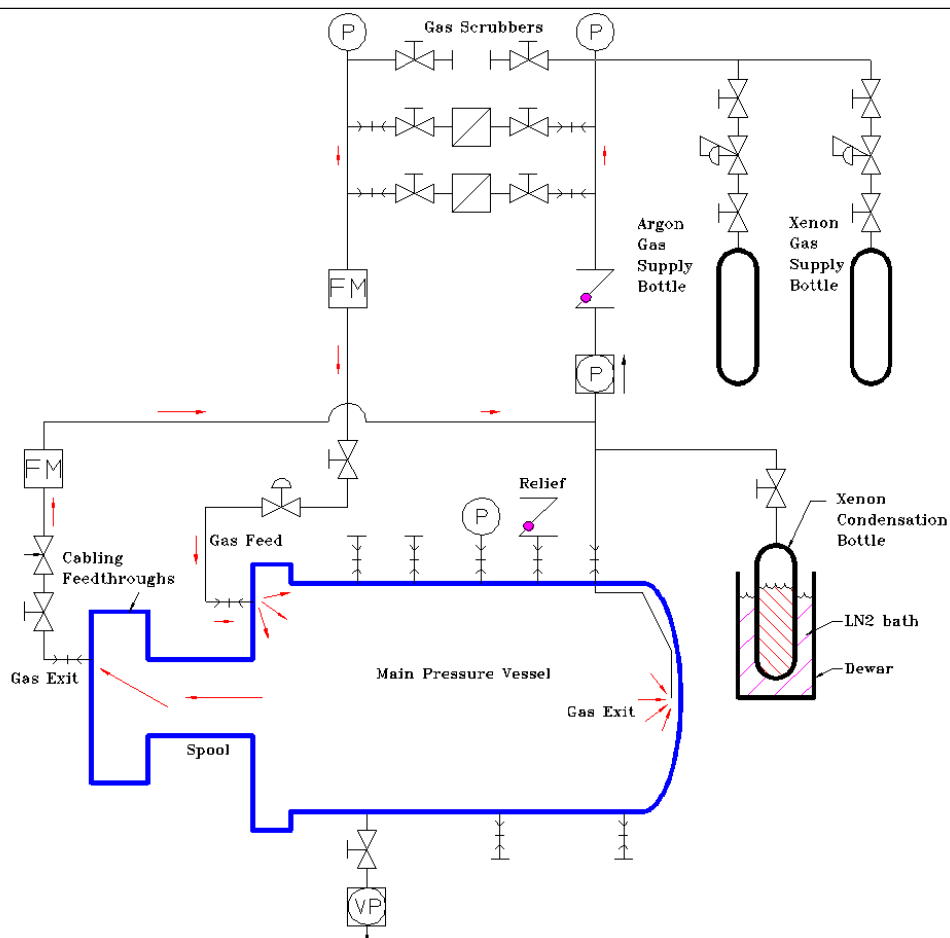 P
Gas Scrubbers
P
Argon
Gas
Supply
Bottle
Xenon
Gas
Supply
Bottle
FM
P
FM
Relief
P
Xenon
Condensation
Bottle
Gas Feed
Cabling
Feedthroughs
LN2 bath
Dewar
Main Pressure Vessel
Gas Exit
Gas Exit
Spool
VP